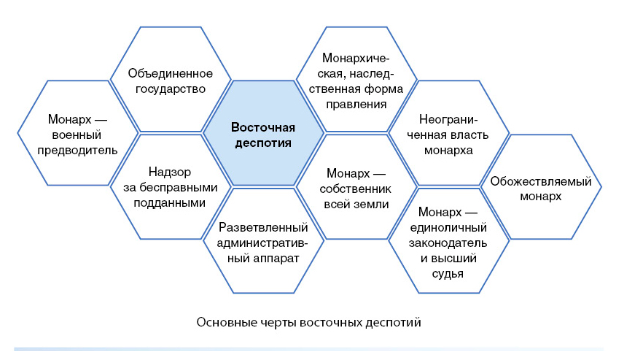 Объединенное
государство
Монархиче-
ская, наслед-
ственная форма
правления
Монарх —
военный
предводитель
Восточная
деспотия
Неограни-
ченная власть
монарха
Надзор
за бесправными
подданными
Монарх —
собственник
всей земли
Обожествляемый
монарх
Разветвленный
административ-
ный аппарат
Монарх —
единоличный
законодатель
и высший
судья
Основные черты восточных деспотий